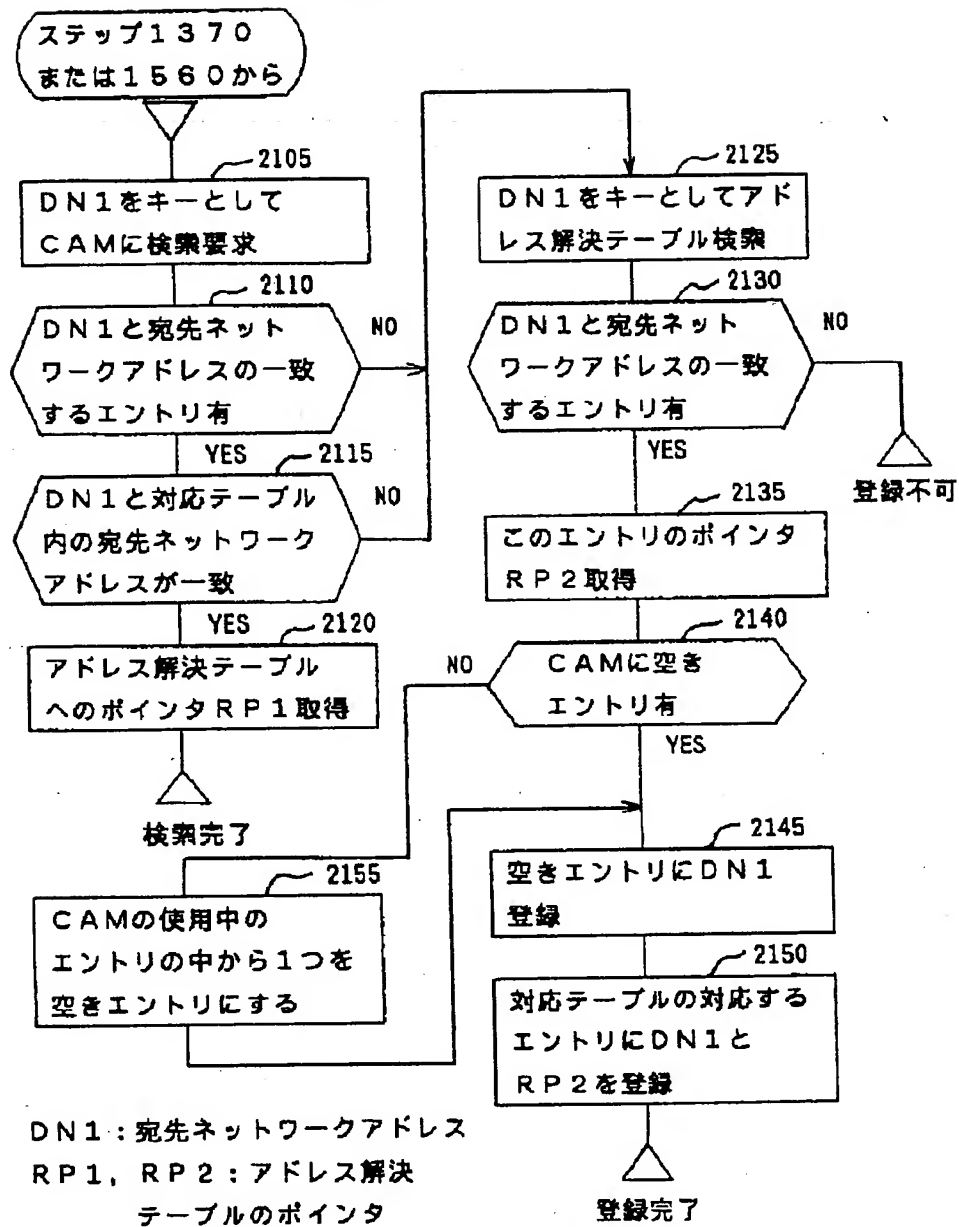 ステップ1370
または1560から
2105
DN1をキーとして
CAMに検索要求
2110
DN1と宛先ネット
ワークアドレスの一致
するエントリ有
NO
YES
2115
DN1と対応テーブル
内の宛先ネットワーク
アドレスが一致
NO
YES
2120
アドレス解決テーブル
へのポインタRP1取得
検索完了
2125
DN1をキーとしてアド
レス解決テーブル検索
2130
DN1と宛先ネット
ワークアドレスの一致
するエントリ有
NO
登録不可
YES
2135
このエントリのポインタ
RP2取得
2140
CAMに空き
エントリ有
NO
YES
2155
CAMの使用中の
エントリの中から1つを
空きエントリにする
2145
空きエントリにDN1
登録
2150
対応テーブルの対応する
エントリにDN1と
RP2を登録
登録完了
DN1:宛先ネットワークアドレス
RP1,RP2:アドレス解決
テーブルのポインタ